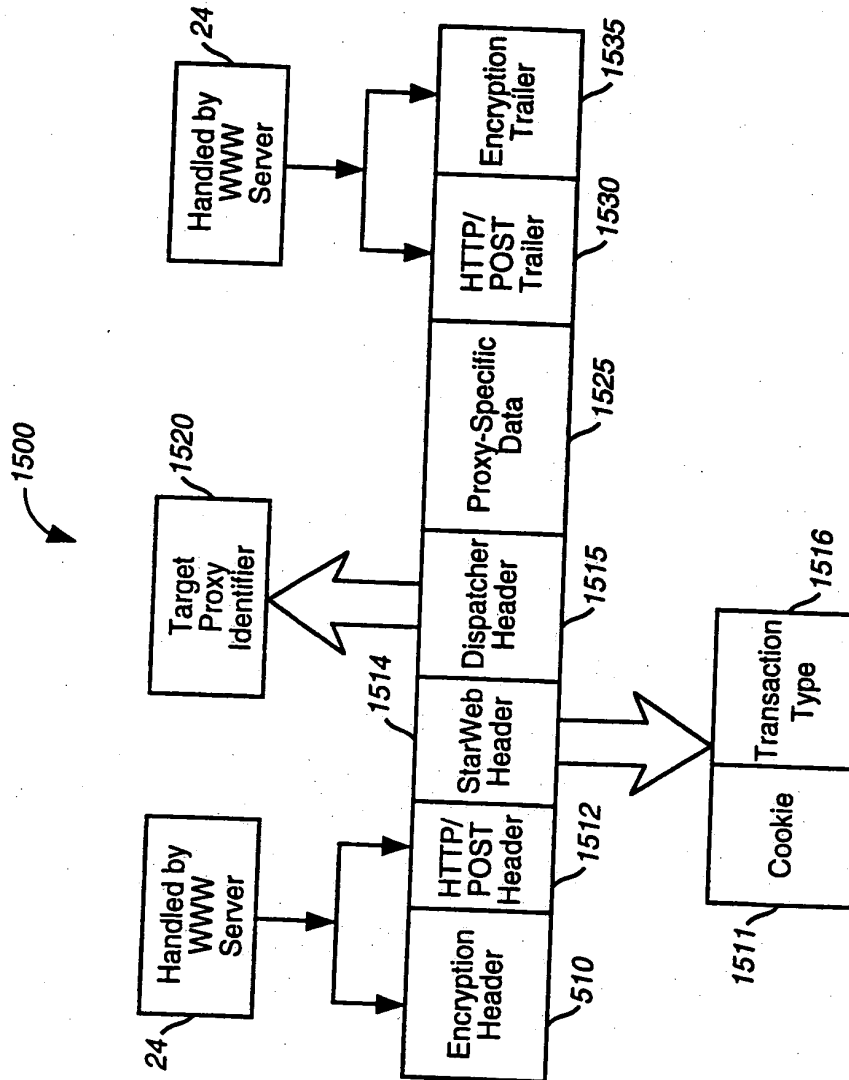 1500
24
Handled by
WWW
Server
1520
Target
Proxy
Identifier
24
Handled by
WWW
Server
1514
Encryption
Header
HTTP/
POST
Header
StarWeb
Header
Dispatcher
Header
Proxy-Specific
Data
HTTP/
POST
Trailer
Encryption
Trailer
510
1512
1515
1525
1530
1535
1511
Cookie
Transaction
Type
1516